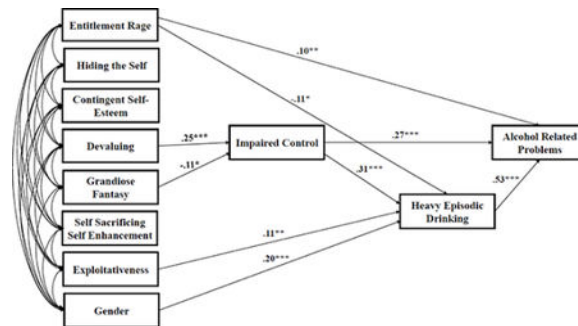 Entitlement Rage
.10**
Hiding the Self
-.11*
Contingent Self-
Esteem
Devaluing
.25***
Impaired Control
.27***
Alcohol Related
Problems
-.11*
.31***
Grandiose
Fantasy
.53***
Heavy Episodic
Drinking
Self Sacrificing
Self Enhancement
.11**
Exploitativeness
.20***
Gender